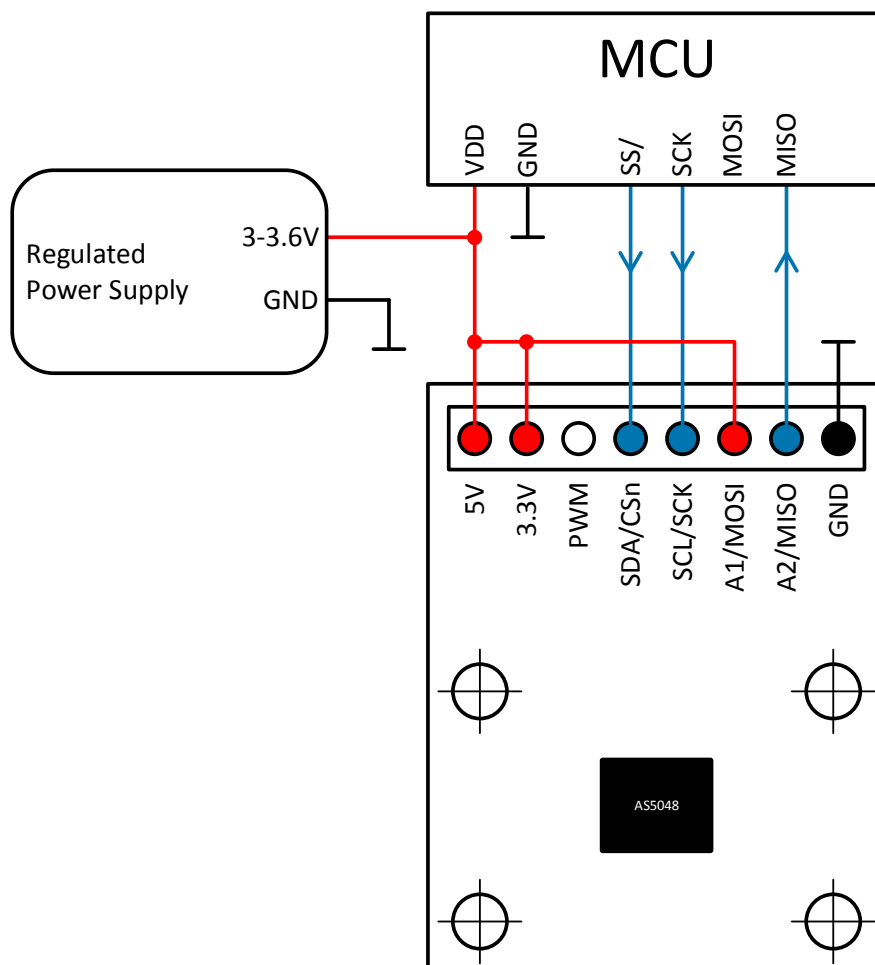 MCU
VDD
GND
SS/
SCK
MOSI
MISO
Regulated
Power Supply
3-3.6V
GND
5V
3.3V
PWM
SDA/CSn
SCL/SCK
A1/MOSI
A2/MISO
GND
AS5048